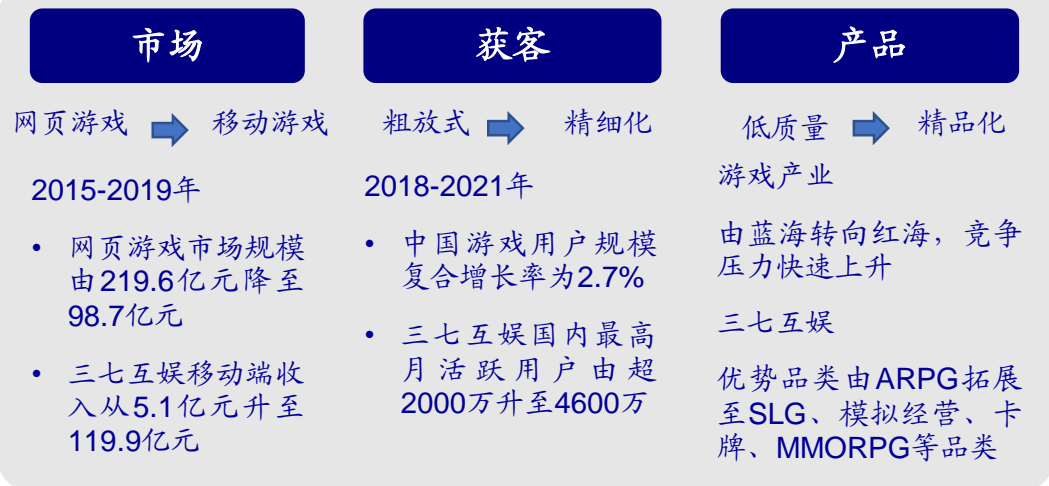 市场
网页游戏 移动游戏
2015-2019年
• 网页游戏市场规模
由219.6亿元降至
98.7亿元
• 三七互娱移动端收
入从5.1亿元升至
119.9亿元
获客
粗放式 精细化
2018-2021年
• 中国游戏用户规模
复合增长率为2.7%
• 三七互娱国内最高
月活跃用户由超
2000万升至4600万
产品
低质量 精品化
游戏产业
由蓝海转向红海，竞争
压力快速上升
三七互娱
优势品类由ARPG拓展
至SLG、模拟经营、卡
牌、MMORPG等品类